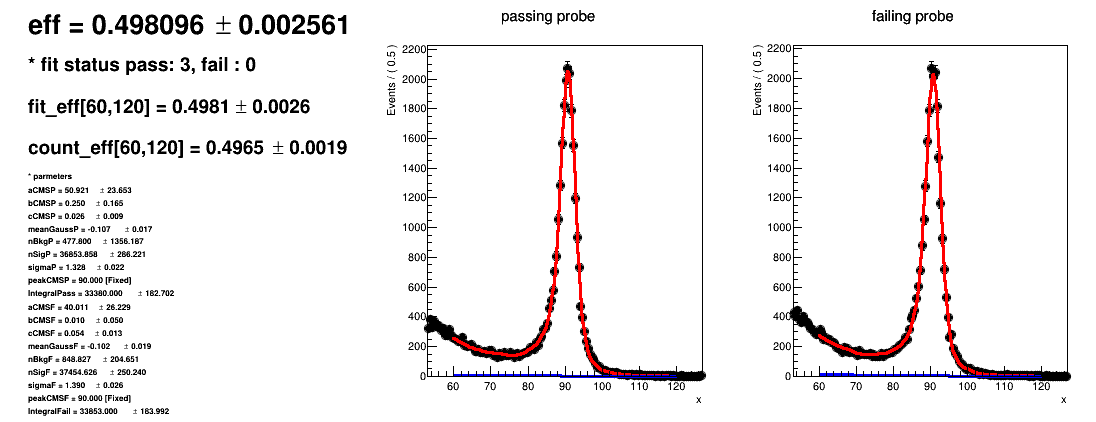 eff = 0.498096 ± 0.002561
* fit status pass: 3, fail : 0
fit_eff[60,120] = 0.4981 ± 0.0026
count_eff[60,120] = 0.4965 ± 0.0019
* parmeters
aCMSP = 50.921 ± 23.653
bCMSP = 0.250 ± 0.165
cCMSP = 0.026 ± 0.009
meanGaussP = -0.107 ± 0.017
nBkgP = 477.800 ± 1356.187
nSigP = 36853.858 ± 286.221
sigmaP = 1.328 ± 0.022
peakCMSP = 90.000 [Fixed]
IntegralPass = 33380.000 ± 182.702
aCMSF = 40.011 ± 26.229
bCMSF = 0.010 ± 0.050
cCMSF = 0.054 ± 0.013
meanGaussF = -0.102 ± 0.019
nBkgF = 848.827 ± 204.651
nSigF = 37454.626 ± 250.240
sigmaF = 1.390 ± 0.026
peakCMSF = 90.000 [Fixed]
IntegralFail = 33853.000 ± 183.992
passing probe
Events / ( 0.5 )
2200
2000
1800
1600
1400
1200
1000
800
600
400
200
0
60 70 80 90 100 110 120
x
failing probe
Events / ( 0.5 )
2200
2000
1800
1600
1400
1200
1000
800
600
400
200
0
60 70 80 90 100 110 120
x